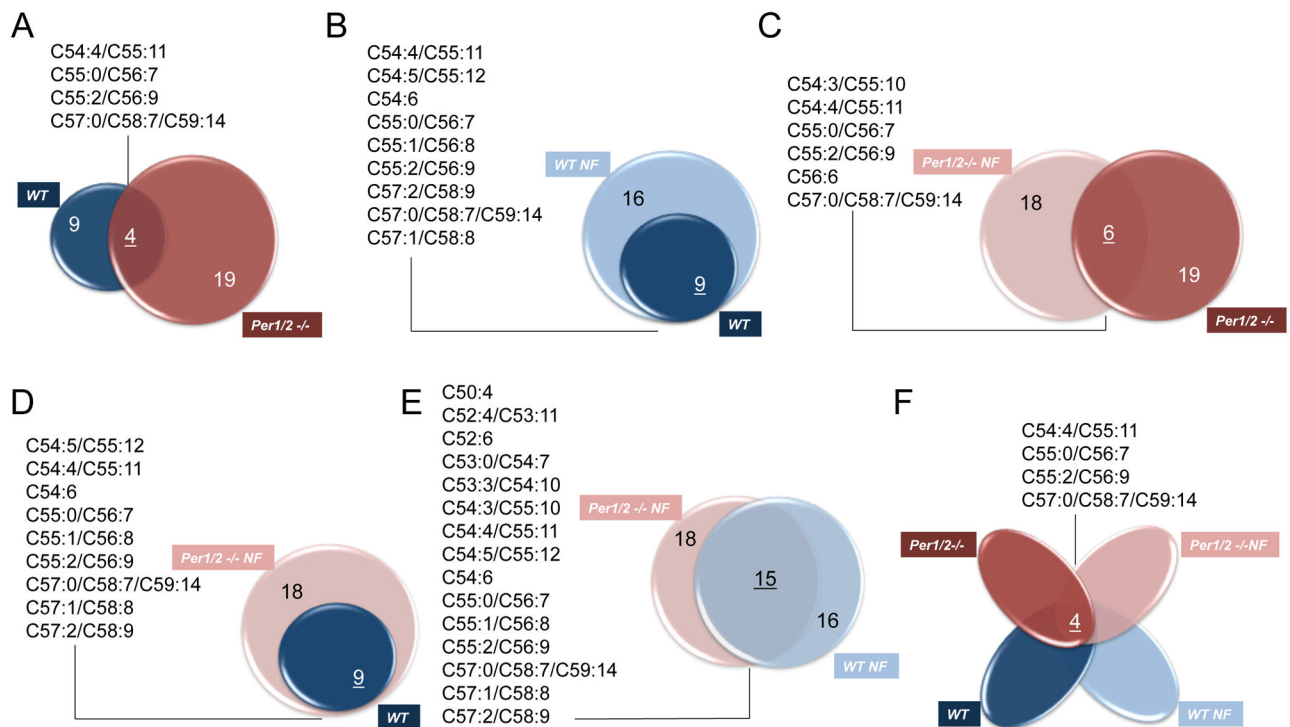 A
C54:4/C55:11
C55:0/C56:7
C55:2/C56:9
C57:0/C58:7/C59:14
WT
9
4
19
Per1/2 -/-
B
C54:4/C55:11
C54:5/C55:12
C54:6
C55:0/C56:7
C55:1/C56:8
C55:2/C56:9
C57:2/C58:9
C57:0/C58:7/C59:14
C57:1/C58:8
WT NF
16
9
WT
C
C54:3/C55:10
C54:4/C55:11
C55:0/C56:7
C55:2/C56:9
C56:6
C57:0/C58:7/C59:14
Per1/2-/- NF
18
6
19
Per1/2 -/-
D
C54:5/C55:12
C54:4/C55:11
C54:6
C55:0/C56:7
C55:1/C56:8
C55:2/C56:9
C57:0/C58:7/C59:14
C57:1/C58:8
C57:2/C58:9
Per1/2 -/- NF
18
9
WT
E
C50:4
C52:4/C53:11
C52:6
C53:0/C54:7
C53:3/C54:10
C54:3/C55:10
C54:4/C55:11
C54:5/C55:12
C54:6
C55:0/C56:7
C55:1/C56:8
C55:2/C56:9
C57:0/C58:7/C59:14
C57:1/C58:8
C57:2/C58:9
Per1/2 -/- NF
18
15
16
WT NF
F
C54:4/C55:11
C55:0/C56:7
C55:2/C56:9
C57:0/C58:7/C59:14
Per1/2-/-
Per1/2 -/-NF
4
WT
WT NF